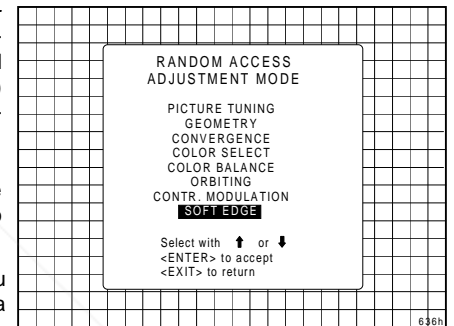 RANDOM ACCESS
ADJUSTMENT MODE
PICTURE TUNING
GEOMETRY
CONVERGENCE
COLOR SELECT
COLOR BALANCE
ORBITING
CONTR. MODULATION
SOFT EDGE
Select with ⬆ or ⬇
<ENTER> to accept
<EXIT> to return
636h